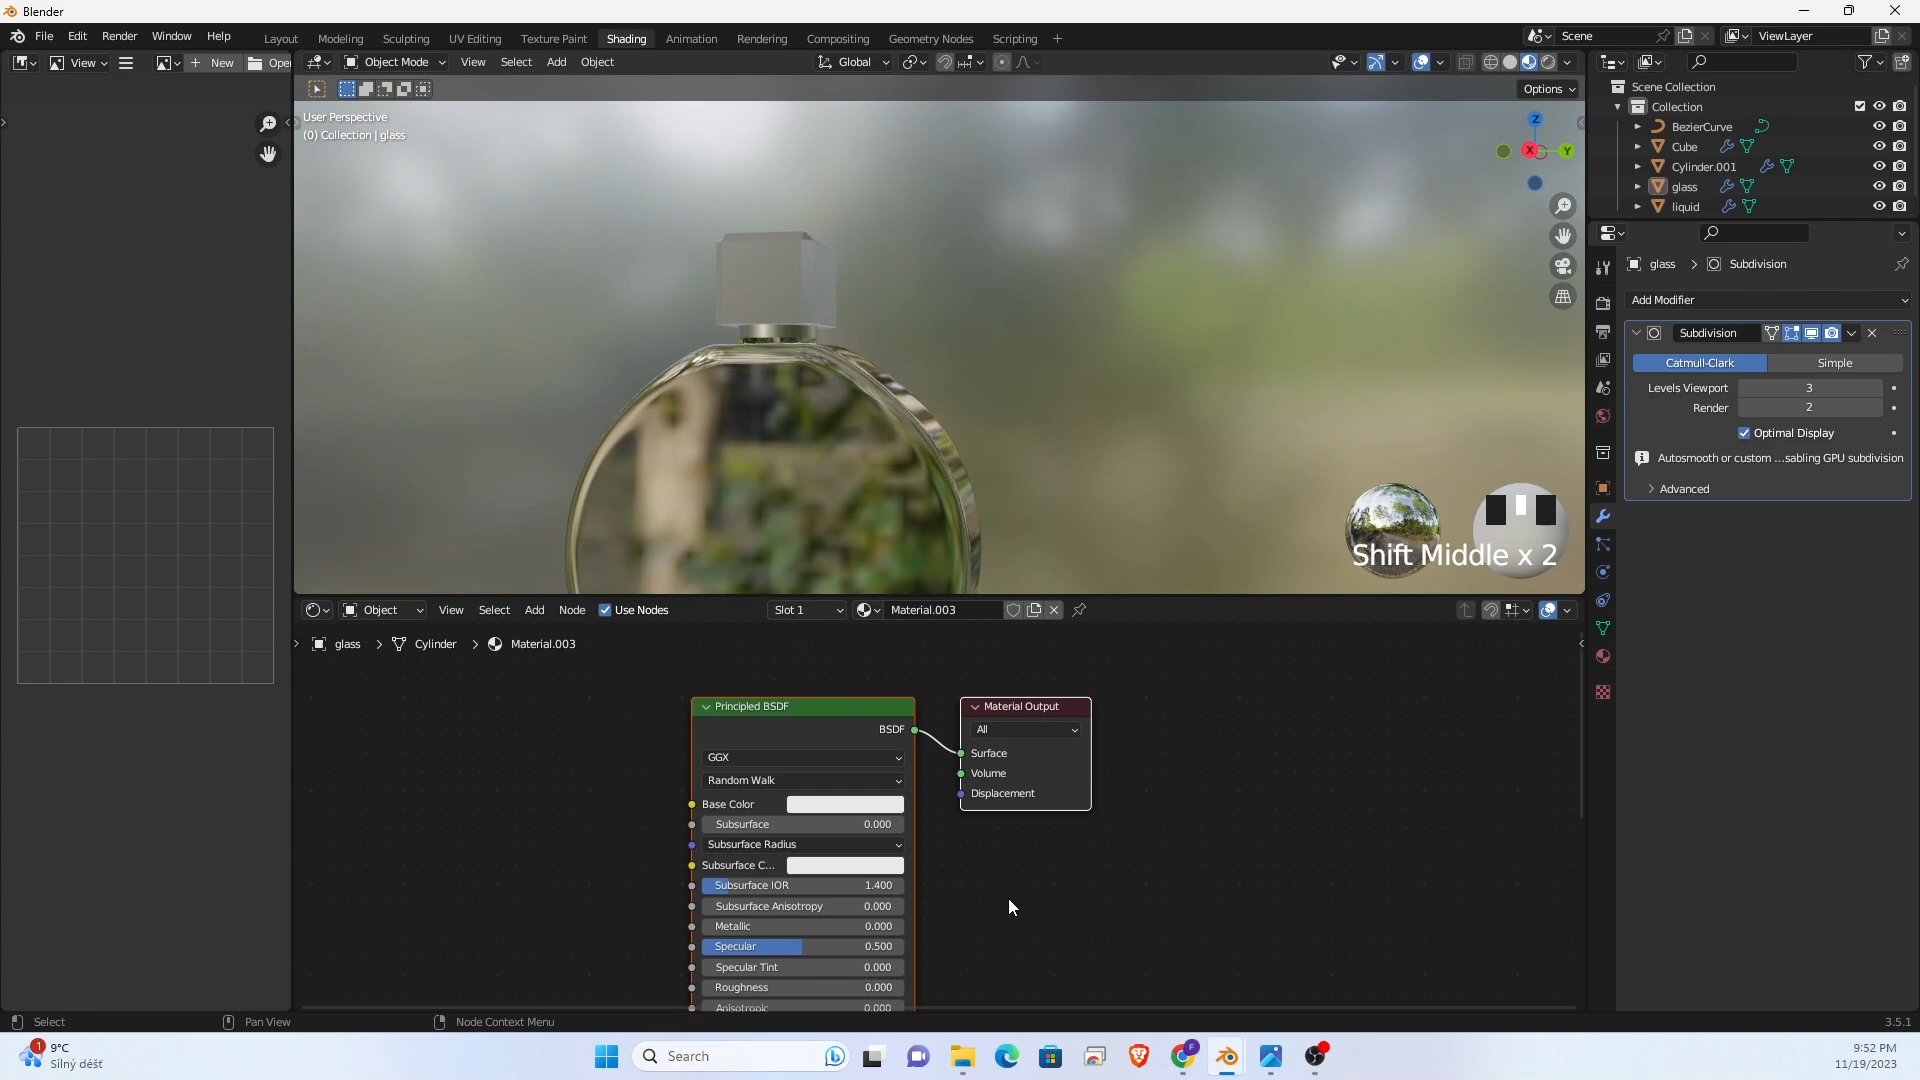 Blender
File Edit Render Window Help
Layout Modeling Sculpting UV Editing Texture Paint Shading Animation Rendering Compositing Geometry Nodes Scripting
Scene
ViewLayer
View
New
Open
Object Mode View Select Add Object
Global
Options
User Perspective
(0) Collection | glass
Z
X
Y
Scene Collection
Collection
BezierCurve
Cube
Cylinder.001
glass
liquid
glass > Subdivision
Add Modifier
Subdivision
Catmull-Clark Simple
Levels Viewport 3
Render 2
Optimal Display
Autosmooth or custom ...sabling GPU subdivision
Advanced
Shift Middle x 2
Object View Select Add Node Use Nodes Slot 1 Material.003
glass > Cylinder > Material.003
Principled BSDF
BSDF
GGX
Random Walk
Base Color
Subsurface 0.000
Subsurface Radius
Subsurface C...
Subsurface IOR 1.400
Subsurface Anisotropy 0.000
Metallic 0.000
Specular 0.500
Specular Tint 0.000
Roughness 0.000
Anisotropic 0.000
Material Output
All
Surface
Volume
Displacement
Select
Pan View
Node Context Menu
3.5.1
1
9°C
Silný déšť
Search
F
9:52 PM
11/19/2023